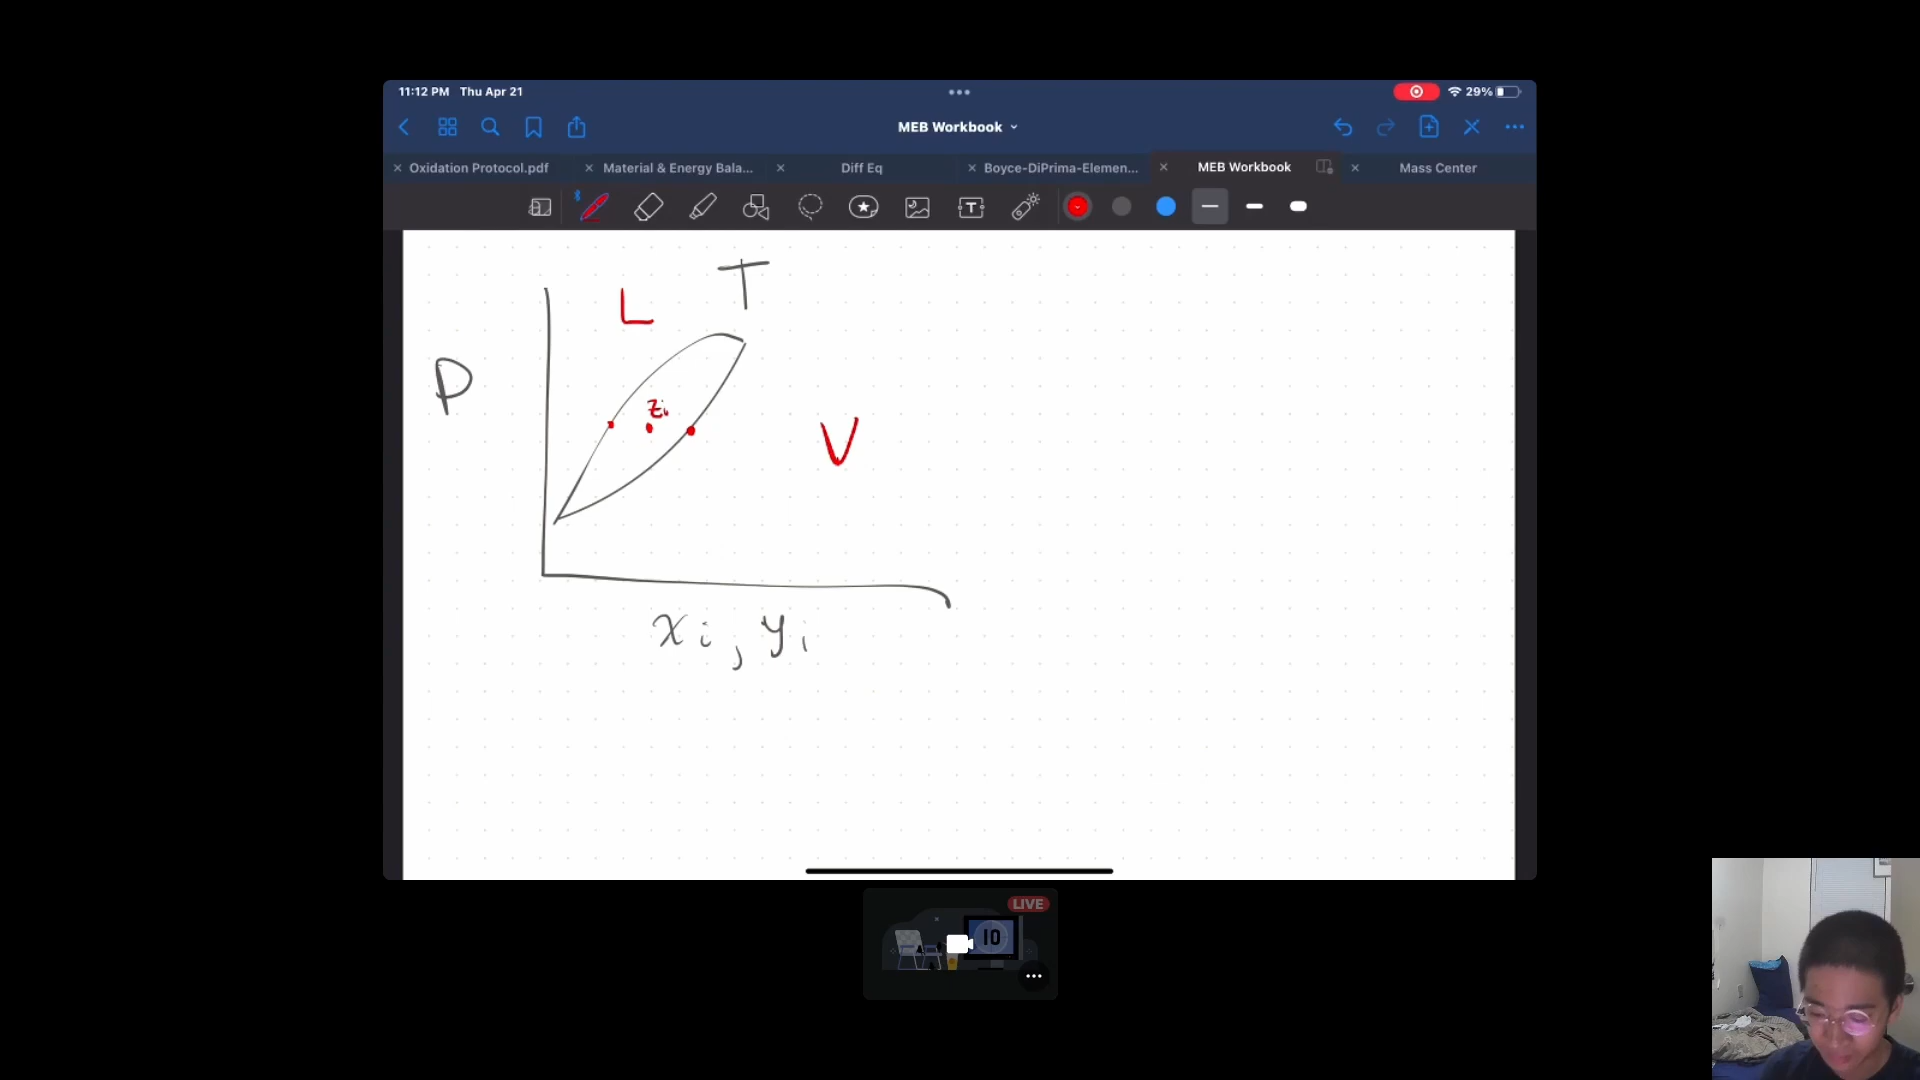 11:12 PM Thu Apr 21
29%
MEB Workbook
Oxidation Protocol.pdf
Material & Energy Bala...
Diff Eq
Boyce-DiPrima-Elemen...
MEB Workbook
Mass Center
T
L
P
zi
V
xi, yi
LIVE
10